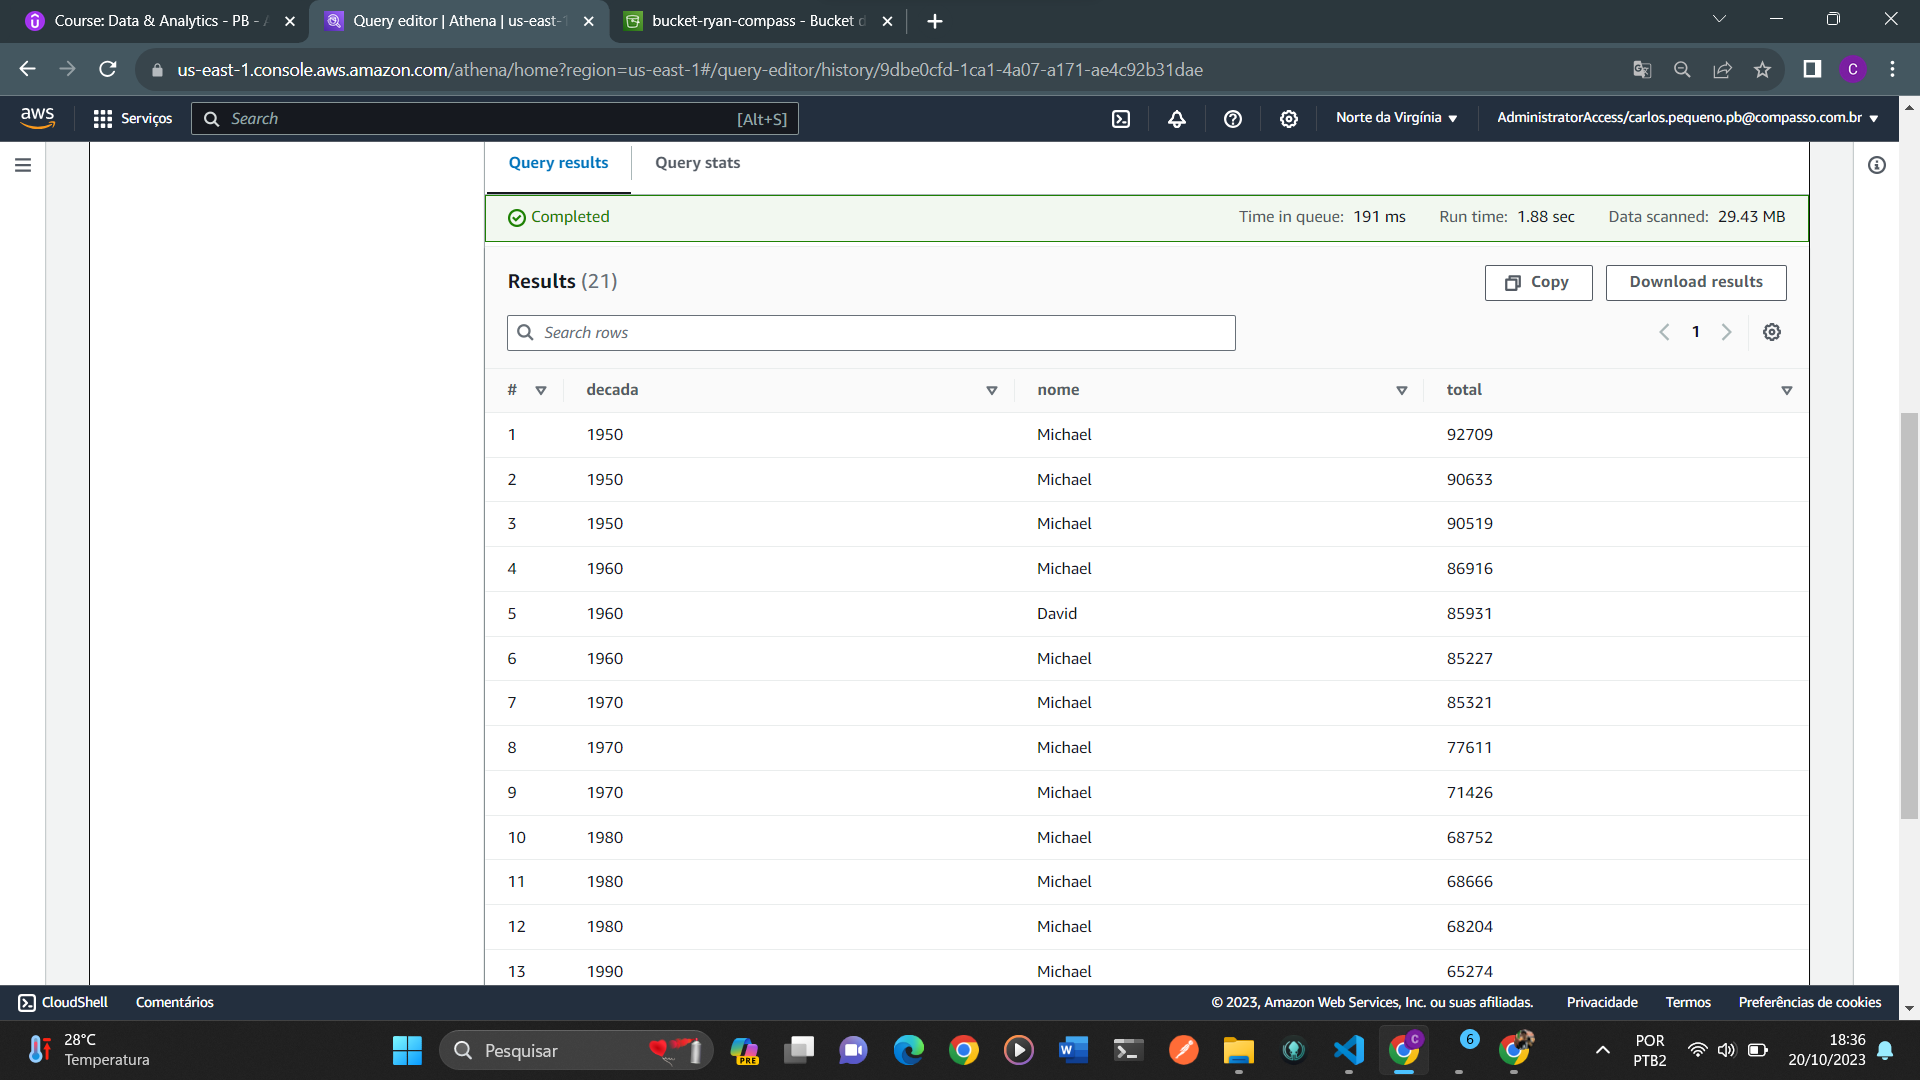 Course: Data & Analytics - PB - A
Query editor | Athena | us-east-1
bucket-ryan-compass - Bucket d
us-east-1.console.aws.amazon.com/athena/home?region=us-east-1#/query-editor/history/9dbe0cfd-1ca1-4a07-a171-ae4c92b31dae
C
aws
Serviços
Search
[Alt+S]
Norte da Virgínia
AdministratorAccess/carlos.pequeno.pb@compasso.com.br
Query results
Query stats
Completed
Time in queue: 191 ms
Run time: 1.88 sec
Data scanned: 29.43 MB
Results (21)
Copy
Download results
Search rows
1
# decada nome total
1 1950 Michael 92709
2 1950 Michael 90633
3 1950 Michael 90519
4 1960 Michael 86916
5 1960 David 85931
6 1960 Michael 85227
7 1970 Michael 85321
8 1970 Michael 77611
9 1970 Michael 71426
10 1980 Michael 68752
11 1980 Michael 68666
12 1980 Michael 68204
13 1990 Michael 65274
CloudShell
Comentários
© 2023, Amazon Web Services, Inc. ou suas afiliadas.
Privacidade
Termos
Preferências de cookies
28°C
Temperatura
Pesquisar
PRE
C
6
POR
PTB2
18:36
20/10/2023